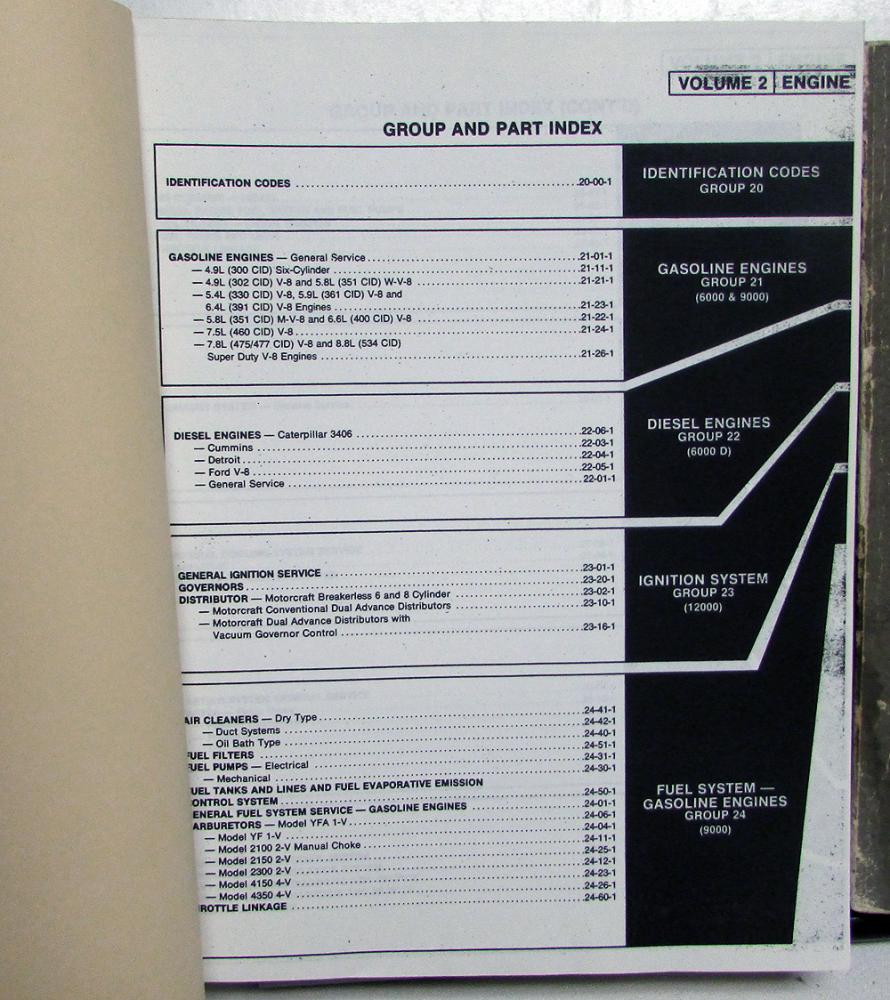 VOLUME 2 ENGINE
GROUP AND PART INDEX
IDENTIFICATION CODES ........ 20-00-1
IDENTIFICATION CODES
GROUP 20
GASOLINE ENGINES — General Service ........ 21-01-1
— 4.9L (300 CID) Six-Cylinder ........ 21-11-1
— 4.9L (302 CID) V-8 and 5.8L (351 CID) W-V-8 ........ 21-21-1
— 5.4L (330 CID) V-8, 5.9L (361 CID) V-8 and
6.4L (391 CID) V-8 Engines ........ 21-23-1
— 5.8L (351 CID) M-V-8 and 6.6L (400 CID) V-8 ........ 21-22-1
— 7.5L (460 CID) V-8 ........ 21-24-1
— 7.8L (475/477 CID) V-8 and 8.8L (534 CID)
Super Duty V-8 Engines ........ 21-26-1
GASOLINE ENGINES
GROUP 21
(6000 & 9000)
DIESEL ENGINES — Caterpillar 3406 ........ 22-06-1
— Cummins ........ 22-03-1
— Detroit ........ 22-04-1
— Ford V-8 ........ 22-05-1
— General Service ........ 22-01-1
DIESEL ENGINES
GROUP 22
(6000 D)
GENERAL IGNITION SERVICE ........ 23-01-1
GOVERNORS ........ 23-20-1
DISTRIBUTOR — Motorcraft Breakerless 6 and 8 Cylinder ........ 23-02-1
— Motorcraft Conventional Dual Advance Distributors ........ 23-10-1
— Motorcraft Dual Advance Distributors with
Vacuum Governor Control ........ 23-16-1
IGNITION SYSTEM
GROUP 23
(12000)
AIR CLEANERS — Dry Type ........ 24-41-1
— Duct Systems ........ 24-42-1
— Oil Bath Type ........ 24-40-1
UEL FILTERS ........ 24-51-1
UEL PUMPS — Electrical ........ 24-31-1
— Mechanical ........ 24-30-1
UEL TANKS AND LINES AND FUEL EVAPORATIVE EMISSION
ONTROL SYSTEM ........ 24-50-1
ENERAL FUEL SYSTEM SERVICE — GASOLINE ENGINES ........ 24-01-1
ARBURETORS — Model YFA 1-V ........ 24-06-1
— Model YF 1-V ........ 24-04-1
— Model 2100 2-V Manual Choke ........ 24-11-1
— Model 2150 2-V ........ 24-25-1
— Model 2300 2-V ........ 24-12-1
— Model 4150 4-V ........ 24-23-1
— Model 4350 4-V ........ 24-26-1
ROTTLE LINKAGE ........ 24-60-1
FUEL SYSTEM —
GASOLINE ENGINES
GROUP 24
(9000)